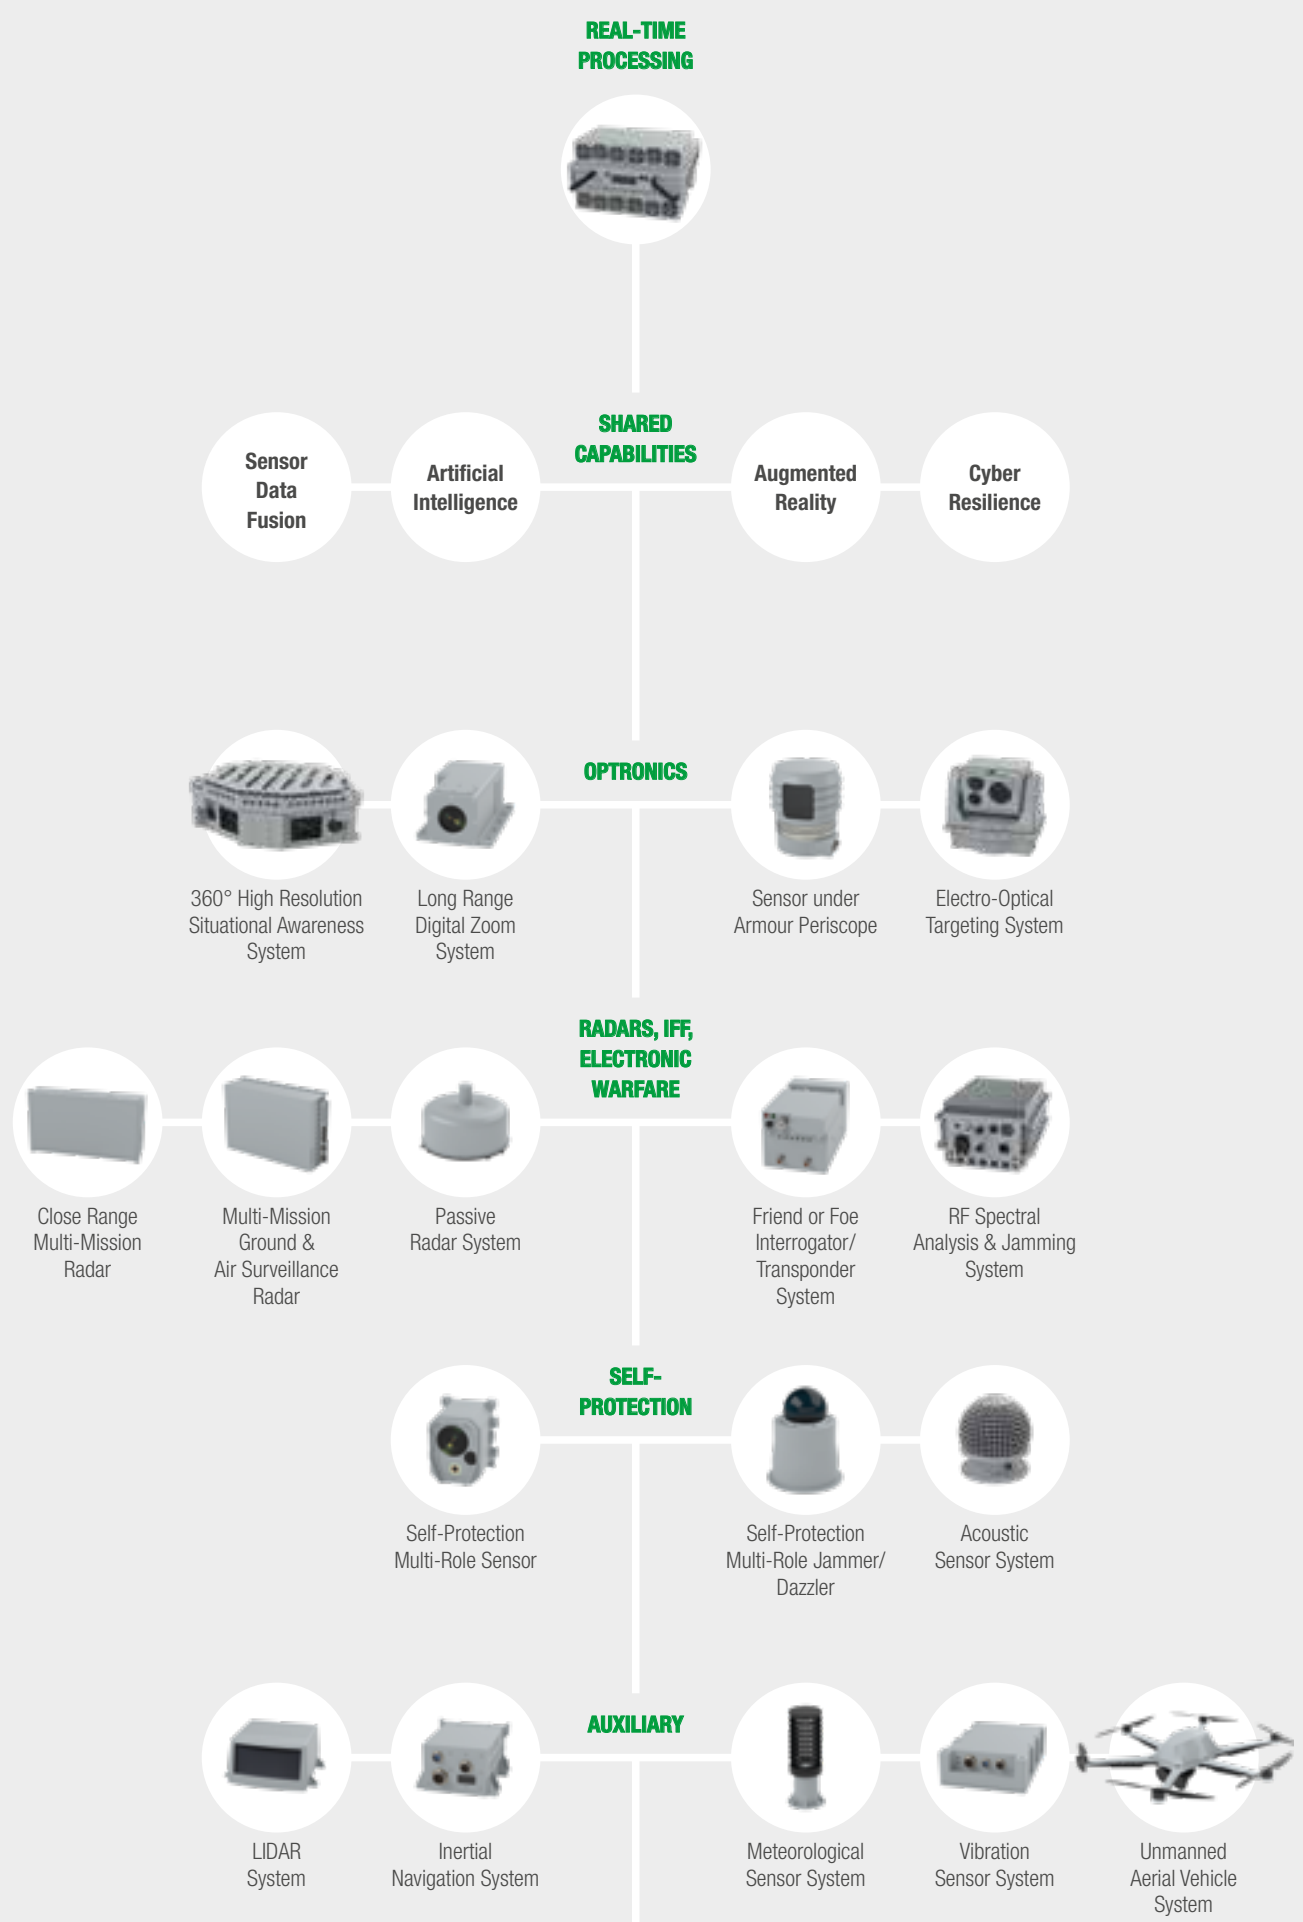 REAL-TIME
PROCESSING
SHARED
CAPABILITIES
Sensor
Data
Fusion
Artificial
Intelligence
Augmented
Reality
Cyber
Resilience
OPTRONICS
360° High Resolution
Situational Awareness
System
Long Range
Digital Zoom
System
Sensor under
Armour Periscope
Electro-Optical
Targeting System
RADARS, IFF,
ELECTRONIC
WARFARE
Close Range
Multi-Mission
Radar
Multi-Mission
Ground &
Air Surveillance
Radar
Passive
Radar System
Friend or Foe
Interrogator/
Transponder
System
RF Spectral
Analysis & Jamming
System
SELF-
PROTECTION
Self-Protection
Multi-Role Sensor
Self-Protection
Multi-Role Jammer/
Dazzler
Acoustic
Sensor System
AUXILIARY
LIDAR
System
Inertial
Navigation System
Meteorological
Sensor System
Vibration
Sensor System
Unmanned
Aerial Vehicle
System